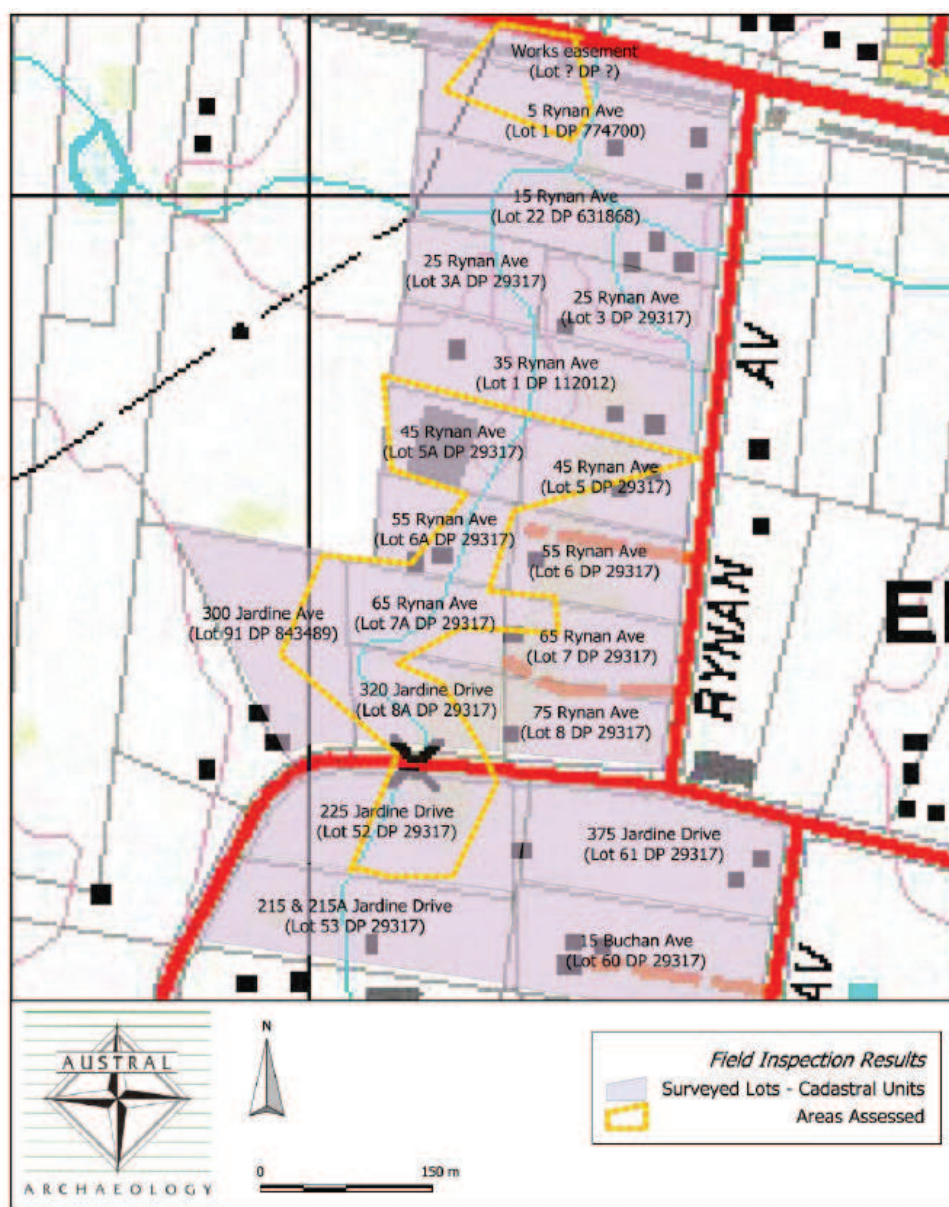 Works easement
(Lot ? DP ?)
5 Rynan Ave
(Lot 1 DP 774700)
15 Rynan Ave
(Lot 22 DP 631868)
25 Rynan Ave
(Lot 3A DP 29317)
25 Rynan Ave
(Lot 3 DP 29317)
35 Rynan Ave
(Lot 1 DP 112012)
45 Rynan Ave
(Lot 5A DP 29317)
45 Rynan Ave
(Lot 5 DP 29317)
55 Rynan Ave
(Lot 6A DP 29317)
55 Rynan Ave
(Lot 6 DP 29317)
300 Jardine Ave
(Lot 91 DP 843489)
65 Rynan Ave
(Lot 7A DP 29317)
65 Rynan Ave
(Lot 7 DP 29317)
320 Jardine Drive
(Lot 8A DP 29317)
75 Rynan Ave
(Lot 8 DP 29317)
RYNAN AV
E
225 Jardine Drive
(Lot 52 DP 29317)
375 Jardine Drive
(Lot 61 DP 29317)
215 & 215A Jardine Drive
(Lot 53 DP 29317)
15 Buchan Ave
(Lot 60 DP 29317)
AV
AUSTRAL
ARCHAEOLOGY
N
0 150 m
Field Inspection Results
Surveyed Lots - Cadastral Units
Areas Assessed